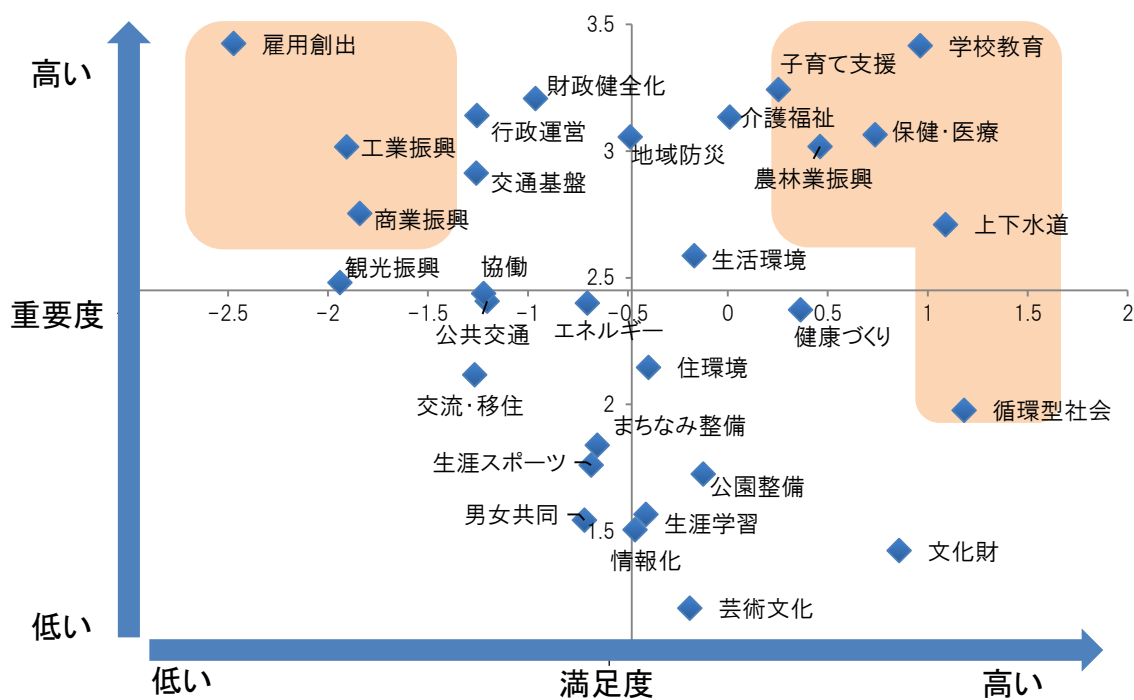 3.5
雇用創出
学校教育
高い
子育て支援
財政健全化
介護福祉
行政運営
保健・医療
地域防災
3
工業振興
農林業振興
交通基盤
商業振興
上下水道
生活環境
観光振興
協働
2.5
重要度
-2.5
-2
-1.5
-1
-0.5
0
0.5
1
1.5
2
公共交通
エネルギー
健康づくり
住環境
交流・移住
2
循環型社会
まちなみ整備
生涯スポーツ
公園整備
男女共同
1.5
生涯学習
情報化
文化財
芸術文化
低い
低い
満足度
高い